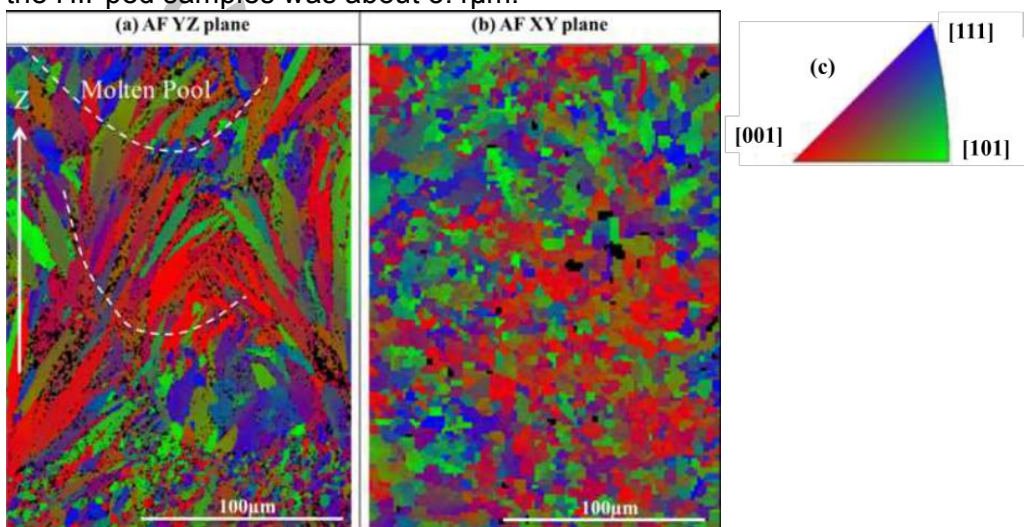 (a) AF YZ plane
(b) AF XY plane
Z
Molten Pool
100µm
100µm
(c)
[111]
[001]
[101]